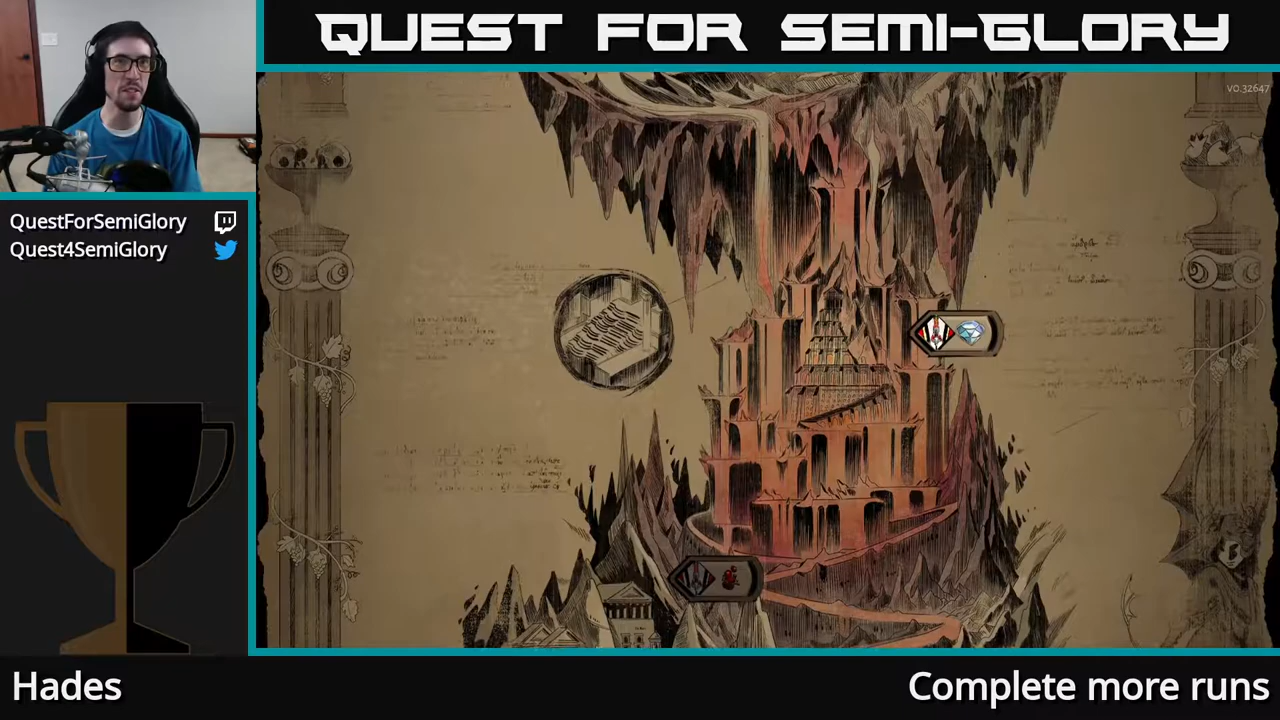 QUEST FOR SEMI-GLORY
V0.32647
QuestForSemiGlory
Quest4SemiGlory
Hades
Complete more runs